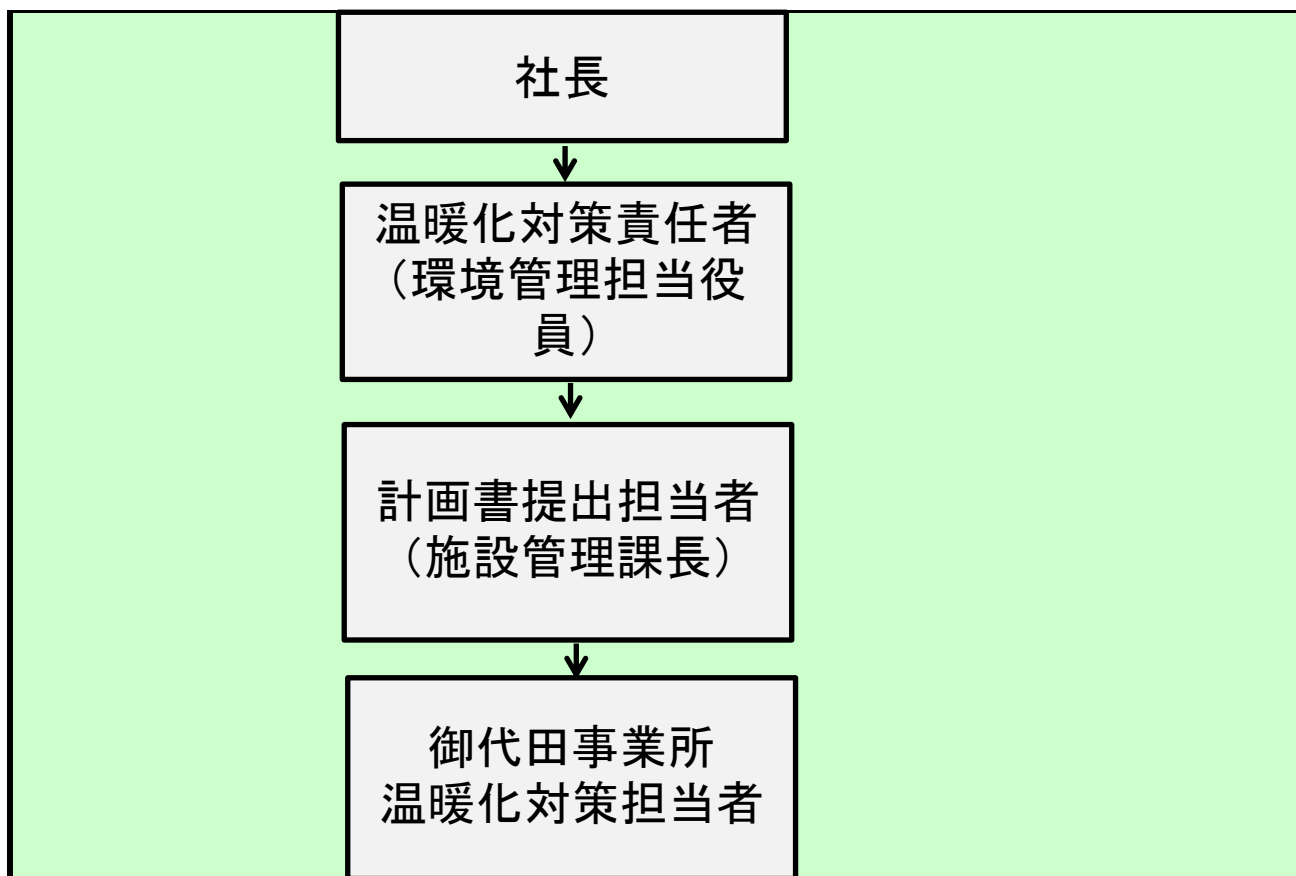 社長
温暖化対策責任者
（環境管理担当役
員）
計画書提出担当者
（施設管理課長）
御代田事業所
温暖化対策担当者